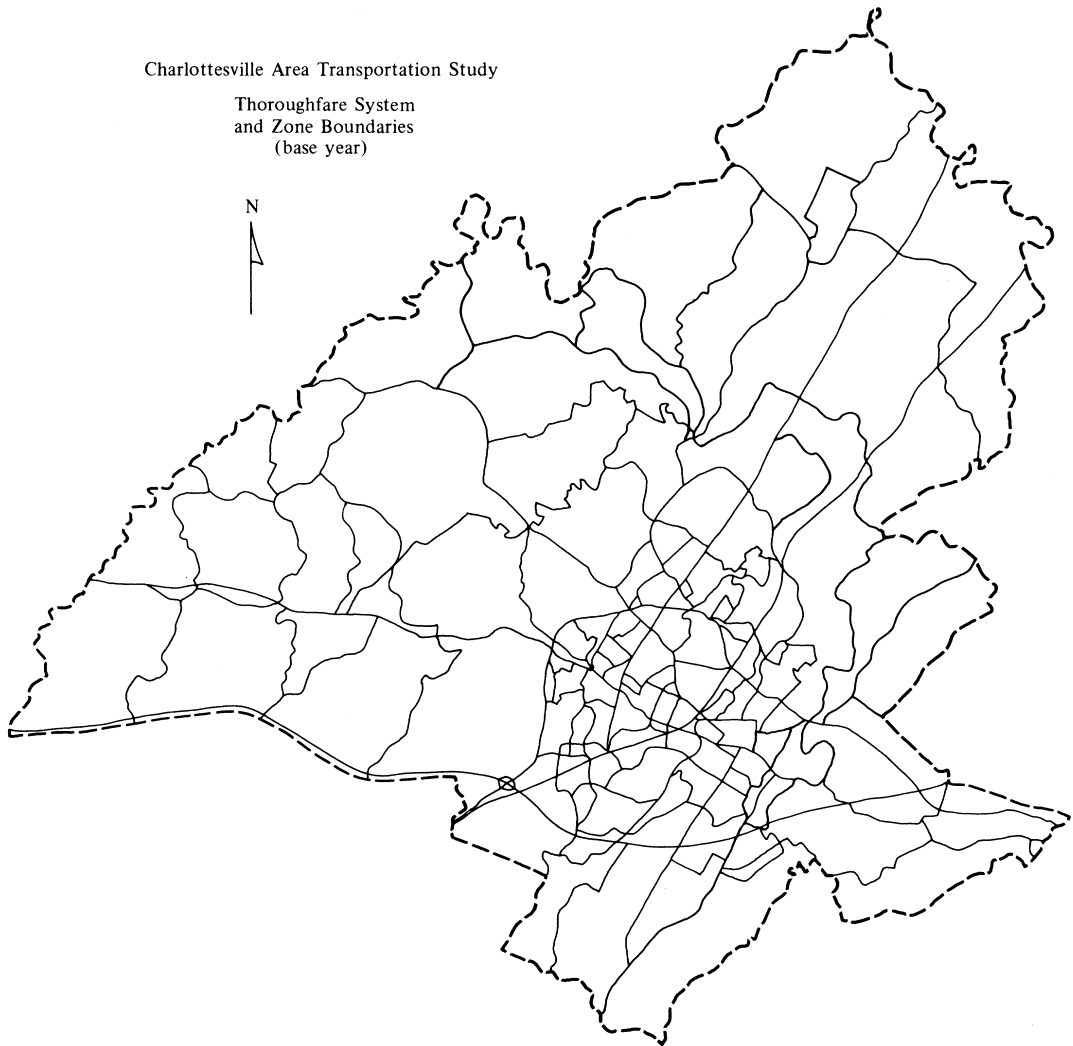 Charlottesville Area Transportation Study
Thoroughfare System
and Zone Boundaries
(base year)
N